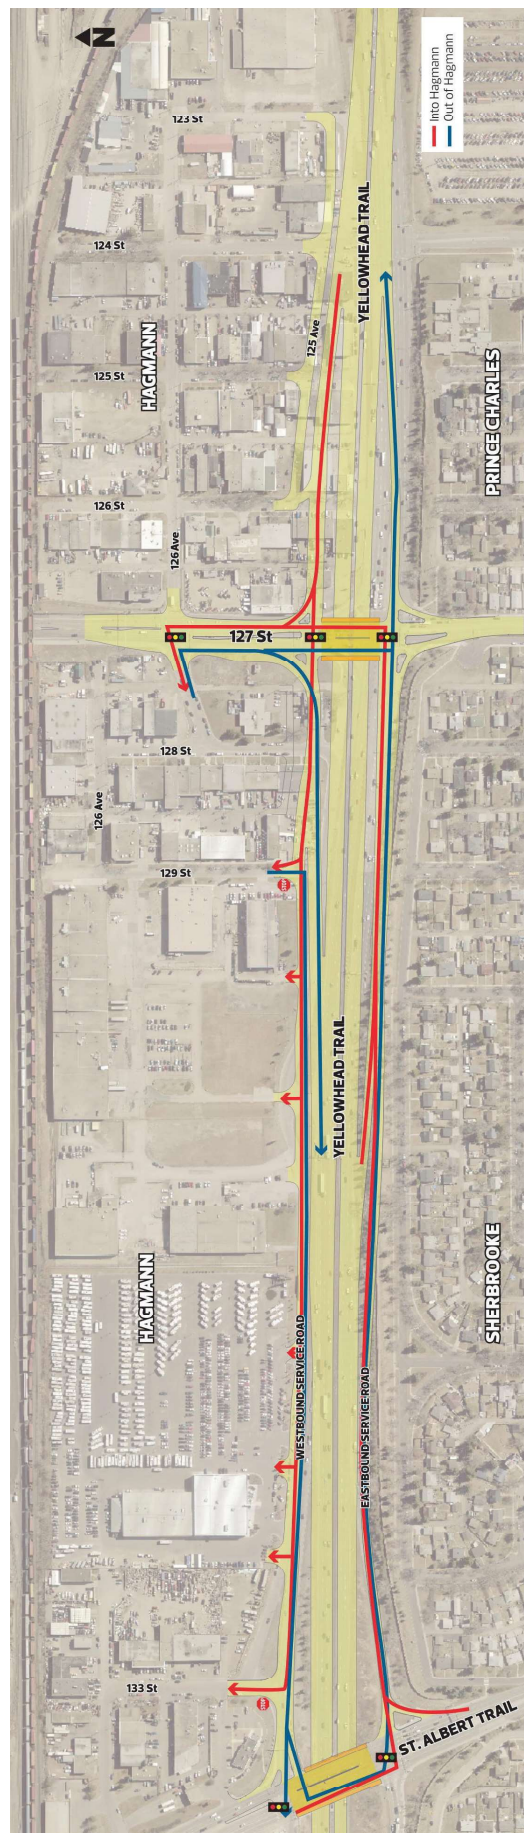 N
Into Hagmann
Out of Hagmann
123 St
YELLOWHEAD TRAIL
124 St
HAGMANN
125 Ave
125 St
PRINCE CHARLES
126 St
126 Ave
127 St
128 St
126 Ave
129 St
STOP
YELLOWHEAD TRAIL
HAGMANN
SHERBROOKE
WESTBOUND SERVICE ROAD
EASTBOUND SERVICE ROAD
133 St
STOP
ST. ALBERT TRAIL